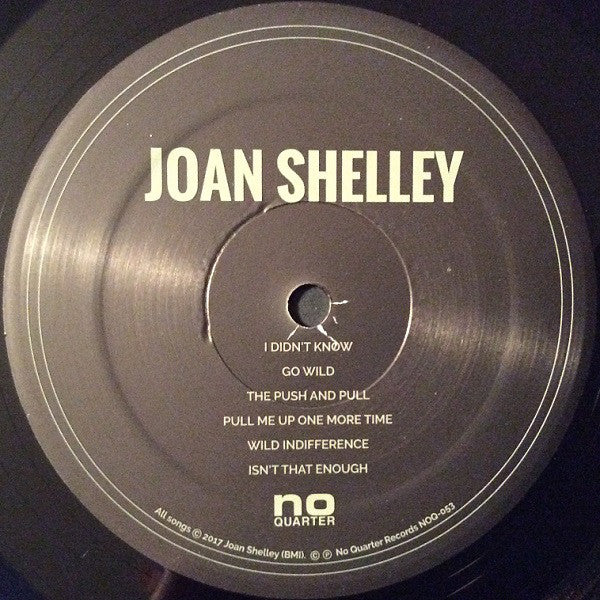 JOAN SHELLEY
I DIDN'T KNOW
GO WILD
THE PUSH AND PULL
PULL ME UP ONE MORE TIME
WILD INDIFFERENCE
ISN'T THAT ENOUGH
no
QUARTER
All songs © 2017 Joan Shelley (BMI). © ℗ No Quarter Records NOQ-053